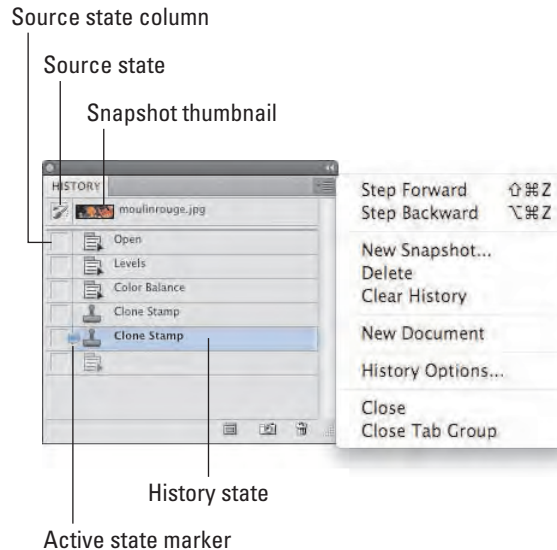 Source state column
Source state
Snapshot thumbnail
HISTORY
moulinrouge.jpg
Open
Levels
Color Balance
Clone Stamp
Clone Stamp
Step Forward ⇧⌘Z
Step Backward ⌥⌘Z
New Snapshot...
Delete
Clear History
New Document
History Options...
Close
Close Tab Group
History state
Active state marker